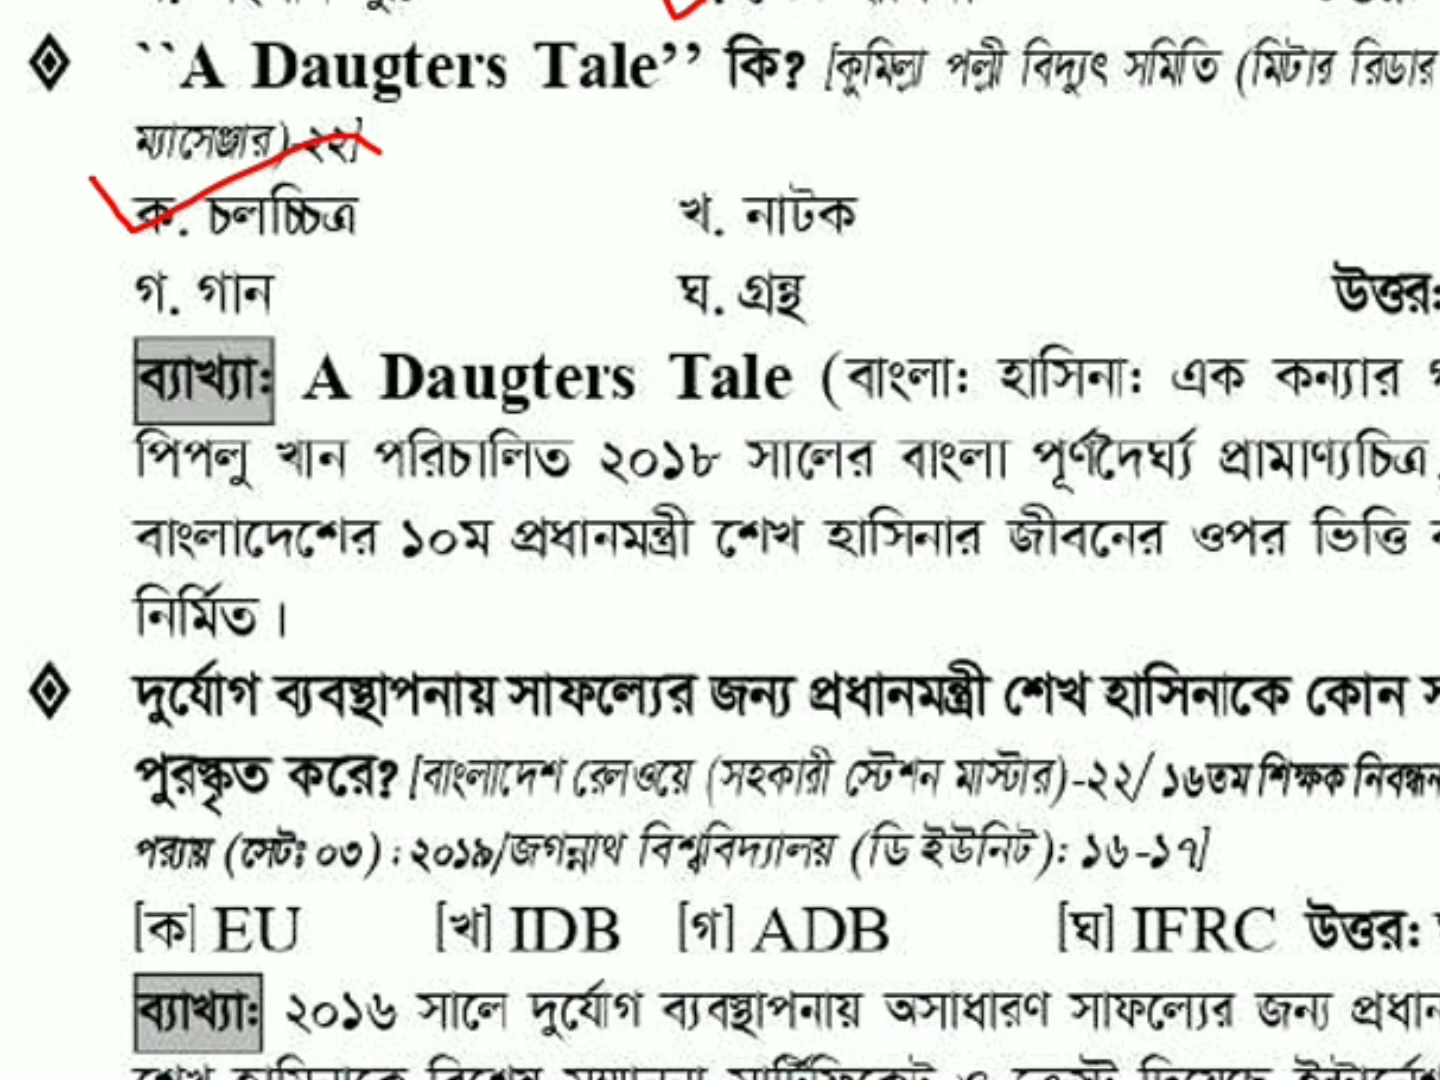 ◈ ``A Daugters Tale’’ কি? [কুমিল্লা পল্লী বিদ্যুৎ সমিতি (মিটার রিডার
ম্যাসেঞ্জার)-২২]
ক. চলচ্চিত্র খ. নাটক
গ. গান ঘ. গ্রন্থ উত্তর:
ব্যাখ্যা: A Daugters Tale (বাংলা: হাসিনা: এক কন্যার
পিপলু খান পরিচালিত ২০১৮ সালের বাংলা পূর্ণদৈর্ঘ্য প্রামাণ্যচিত্র
বাংলাদেশের ১০ম প্রধানমন্ত্রী শেখ হাসিনার জীবনের ওপর ভিত্তি
নির্মিত।
◈ দুর্যোগ ব্যবস্থাপনায় সাফল্যের জন্য প্রধানমন্ত্রী শেখ হাসিনাকে কোন
পুরস্কৃত করে? [বাংলাদেশ রেলওয়ে (সহকারী স্টেশন মাস্টার)-২২/ ১৬তম শিক্ষক নিবন্ধন
পর্যায় (সেট: ০৩) : ২০১৯/জগন্নাথ বিশ্ববিদ্যালয় (ডি ইউনিট): ১৬-১৭]
[ক] EU [খ] IDB [গ] ADB [ঘ] IFRC উত্তর:
ব্যাখ্যা: ২০১৬ সালে দুর্যোগ ব্যবস্থাপনায় অসাধারণ সাফল্যের জন্য